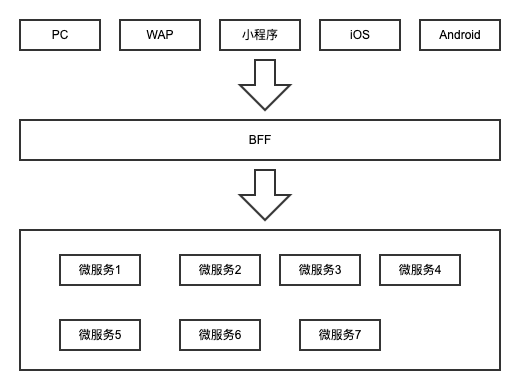 PC
WAP
小程序
iOS
Android
BFF
微服务1
微服务2
微服务3
微服务4
微服务5
微服务6
微服务7